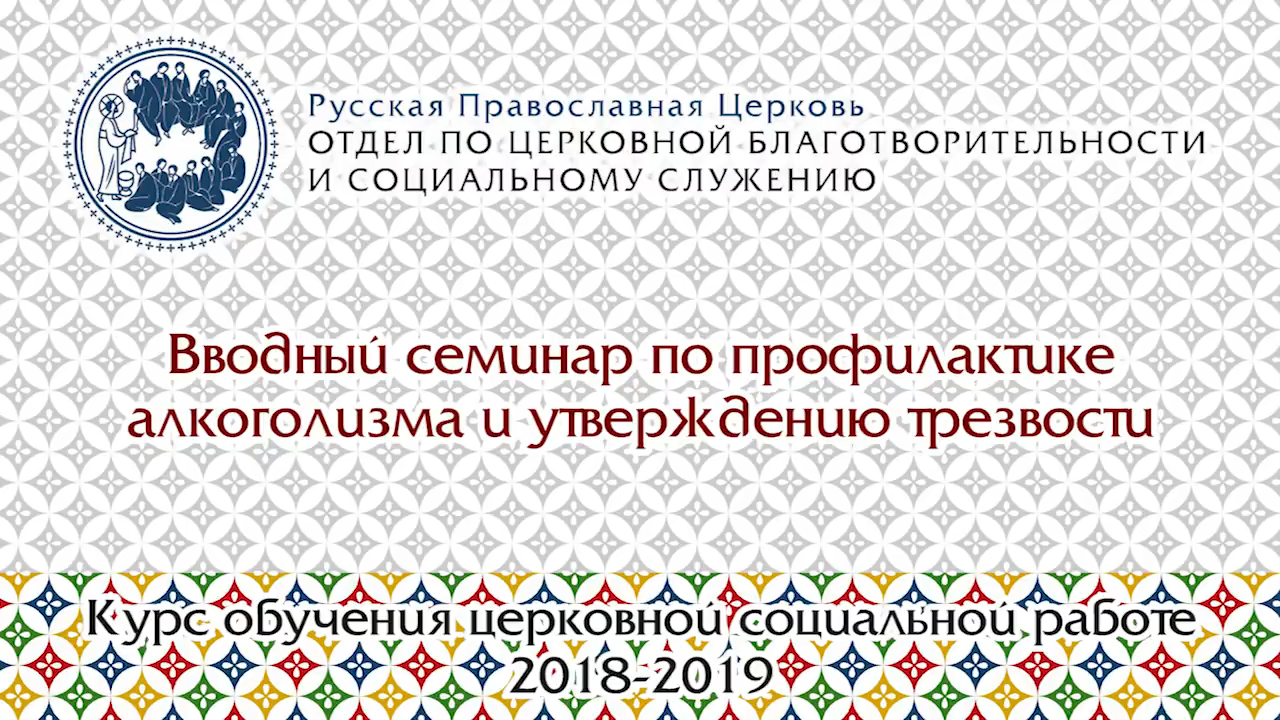 Русская Православная Церковь
ОТДЕЛ ПО ЦЕРКОВНОЙ БЛАГОТВОРИТЕЛЬНОСТИ
И СОЦИАЛЬНОМУ СЛУЖЕНИЮ
Вводный семинар по профилактике
алкоголизма и утверждению трезвости
Курс обучения церковной социальной работе
2018-2019